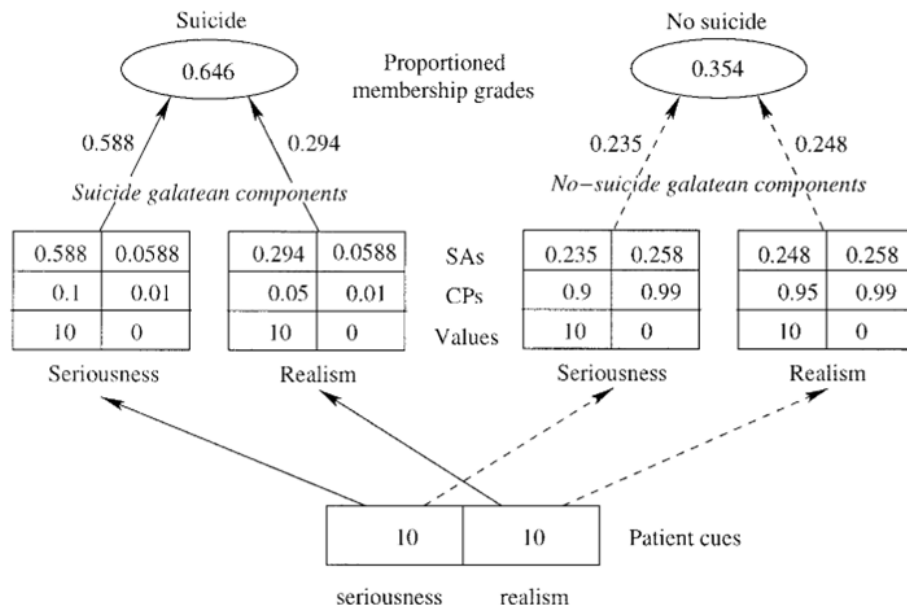 Suicide
No suicide
0.646
Proportioned
membership grades
0.354
0.588
0.294
0.235
0.248
Suicide galatean components
No-suicide galatean components
0.588 0.0588
0.294 0.0588
SAs
0.235 0.258
0.248 0.258
0.1 0.01
0.05 0.01
CPs
0.9 0.99
0.95 0.99
10 0
10 0
Values
10 0
10 0
Seriousness
Realism
Seriousness
Realism
10
10
Patient cues
seriousness
realism